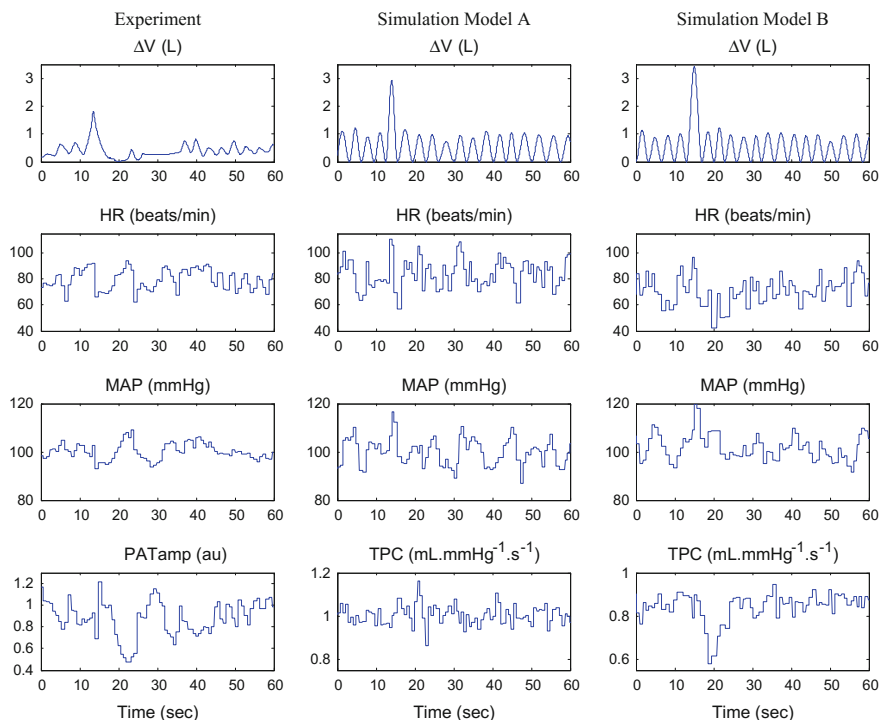 Experiment Simulation Model A Simulation Model B
ΔV (L) ΔV (L) ΔV (L)
3 3 3
2 2 2
1 1 1
0 0 0
0 10 20 30 40 50 60 0 10 20 30 40 50 60 0 10 20 30 40 50 60
HR (beats/min) HR (beats/min) HR (beats/min)
100 100 100
80 80 80
60 60 60
40 40 40
0 10 20 30 40 50 60 0 10 20 30 40 50 60 0 10 20 30 40 50 60
MAP (mmHg) MAP (mmHg) MAP (mmHg)
120 120 120
100 100 100
80 80 80
0 10 20 30 40 50 60 0 10 20 30 40 50 60 0 10 20 30 40 50 60
PATamp (au) TPC (mL.mmHg⁻¹.s⁻¹) TPC (mL.mmHg⁻¹.s⁻¹)
1.2 1.2 1
1 1 0.8
0.8 0.8 0.6
0.6
0.4
0 10 20 30 40 50 60 0 10 20 30 40 50 60 0 10 20 30 40 50 60
Time (sec) Time (sec) Time (sec)